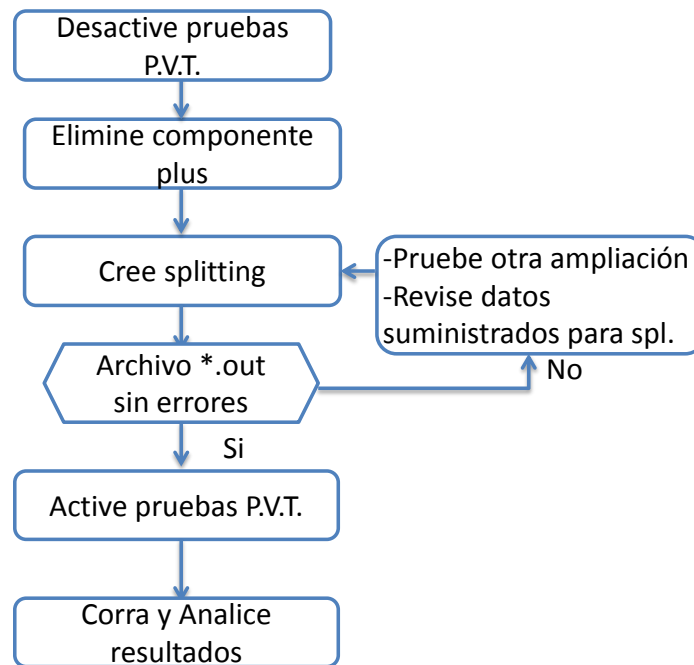 Desactive pruebas
P.V.T.
Elimine componente
plus
Cree splitting
-Pruebe otra ampliación
-Revise datos
suministrados para spl.
Archivo *.out
sin errores
No
Si
Active pruebas P.V.T.
Corra y Analice
resultados